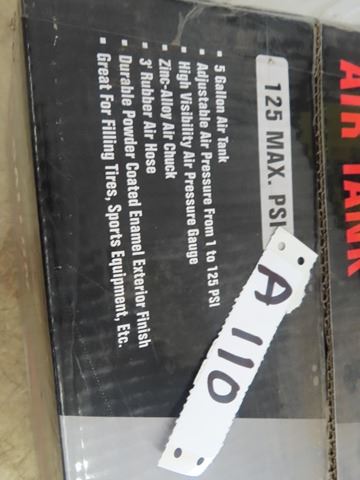 AIR TANK
125 MAX. PSI
5 Gallon Air Tank
Adjustable Air Pressure From 1 to 125 PSI
High Visibility Air Pressure Gauge
Zinc-Alloy Air Chuck
3' Rubber Air Hose
Durable Powder Coated Enamel Exterior Finish
Great For Filling Tires, Sports Equipment, Etc.
A 110